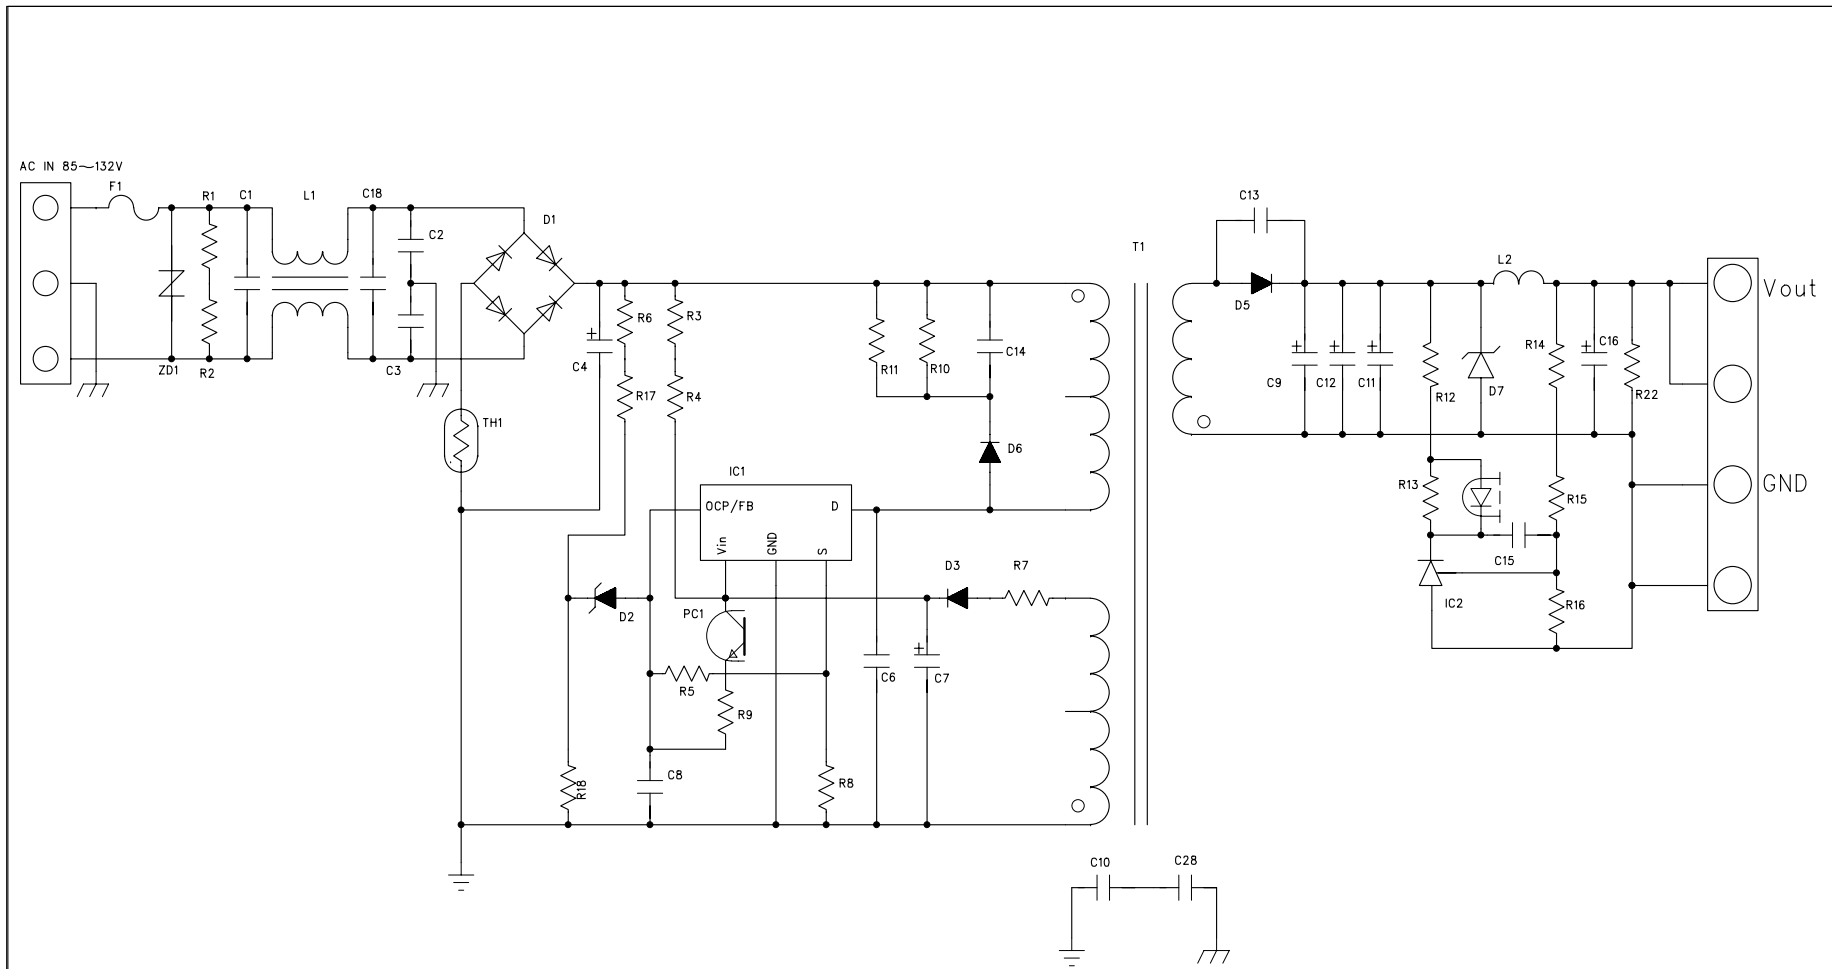 AC IN 85~132V
F1
R1
C1
L1
C18
C2
D1
ZD1
R2
C3
TH1
C4
R6
R17
R3
R4
R11
R10
C14
D6
T1
C13
D5
C9
C12
C11
R12
D7
L2
R14
C16
R22
Vout
GND
R13
R15
C15
IC2
R16
IC1
OCP/FB
D
Vin
GND
S
D2
PC1
D3
R7
R5
R9
C6
C7
R18
C8
R8
C10
C28